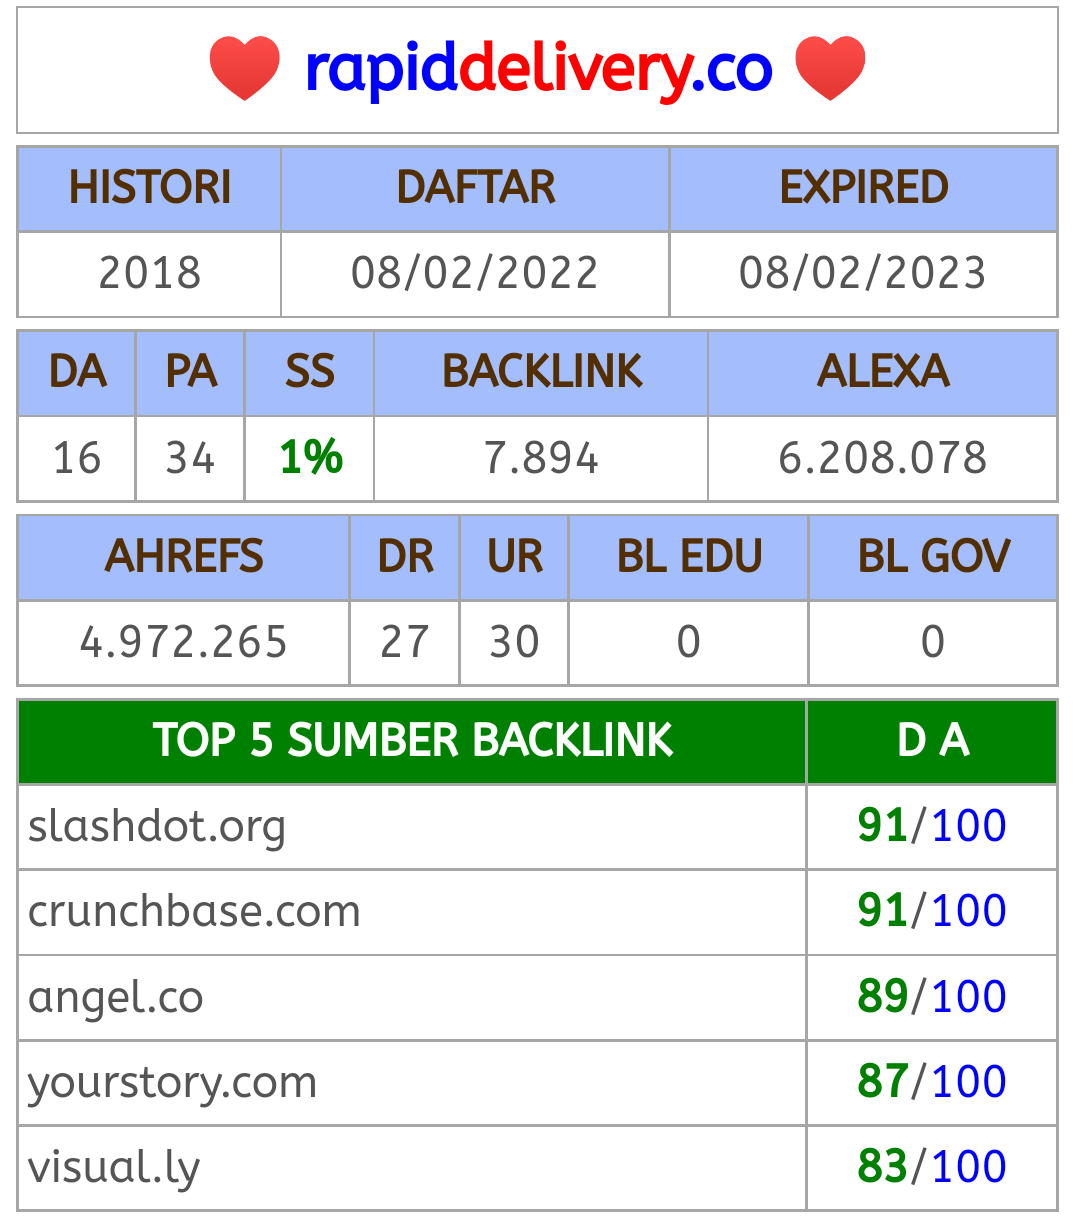 rapiddelivery.co
HISTORI DAFTAR EXPIRED
2018 08/02/2022 08/02/2023
DA PA SS BACKLINK ALEXA
16 34 1% 7.894 6.208.078
AHREFS DR UR BL EDU BL GOV
4.972.265 27 30 0 0
TOP 5 SUMBER BACKLINK D A
slashdot.org 91/100
crunchbase.com 91/100
angel.co 89/100
yourstory.com 87/100
visual.ly 83/100